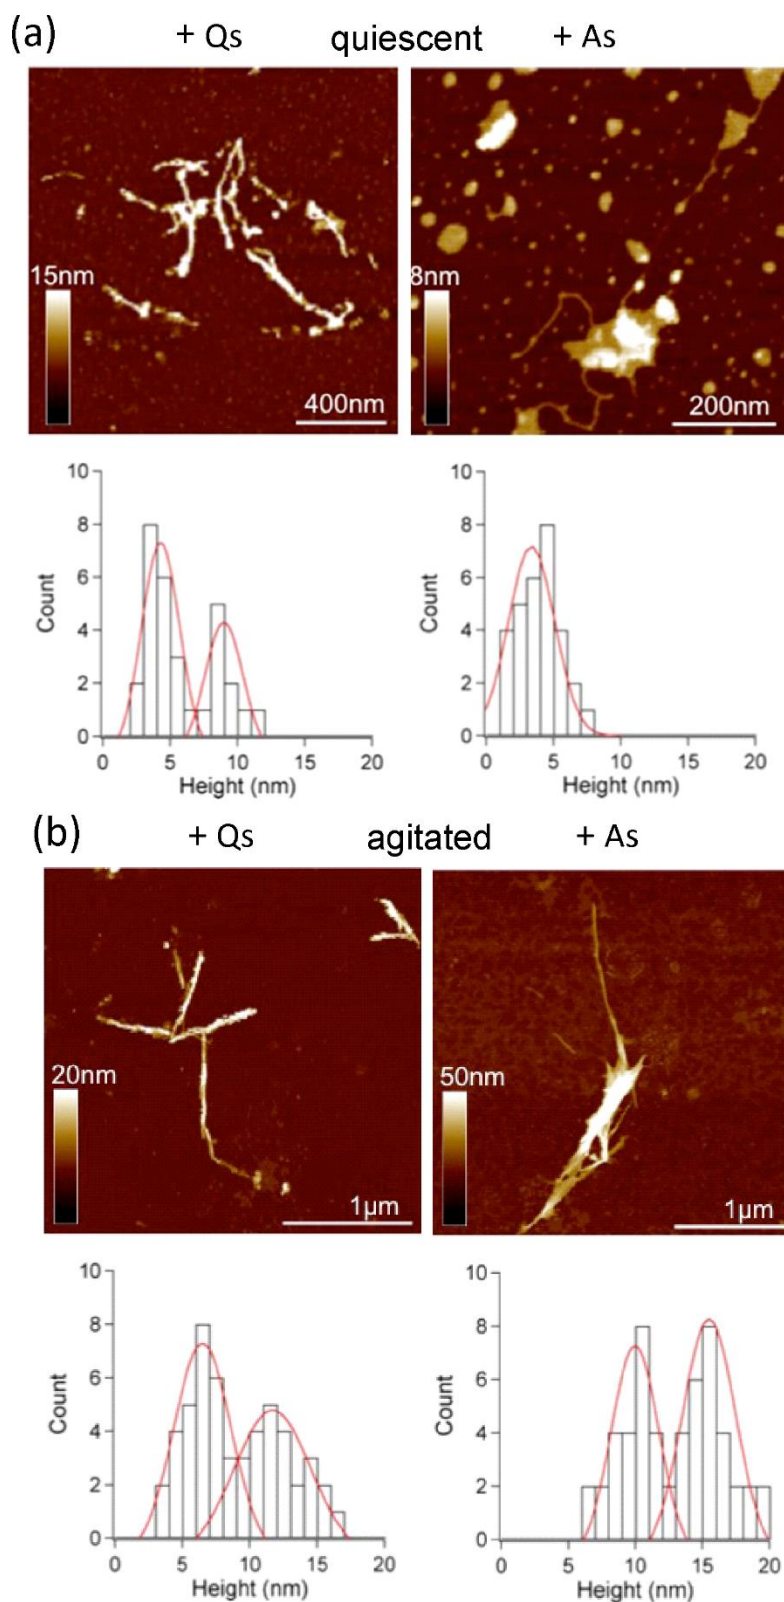 (a) + Qs quiescent + As
15nm 400nm 8nm 200nm
10 10
8 8
6 6
Count Count
4 4
2 2
0 0
0 5 10 15 20 0 5 10 15 20
Height (nm) Height (nm)
(b) + Qs agitated + As
20nm 1µm 50nm 1µm
10 10
8 8
6 6
Count Count
4 4
2 2
0 0
0 5 10 15 20 0 5 10 15 20
Height (nm) Height (nm)